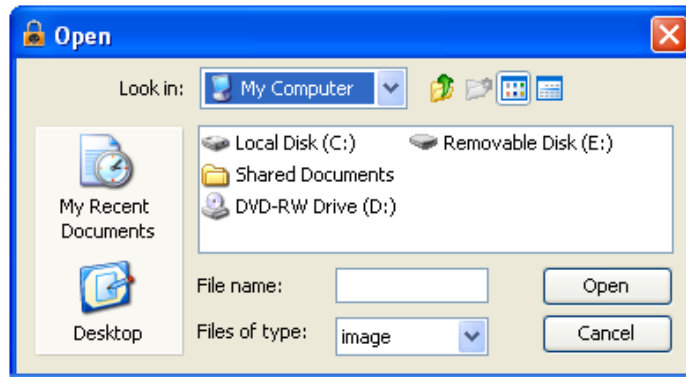 Open
Look in: My Computer
Local Disk (C:) Removable Disk (E:)
Shared Documents
DVD-RW Drive (D:)
My Recent
Documents
Desktop
File name: Open
Files of type: image Cancel